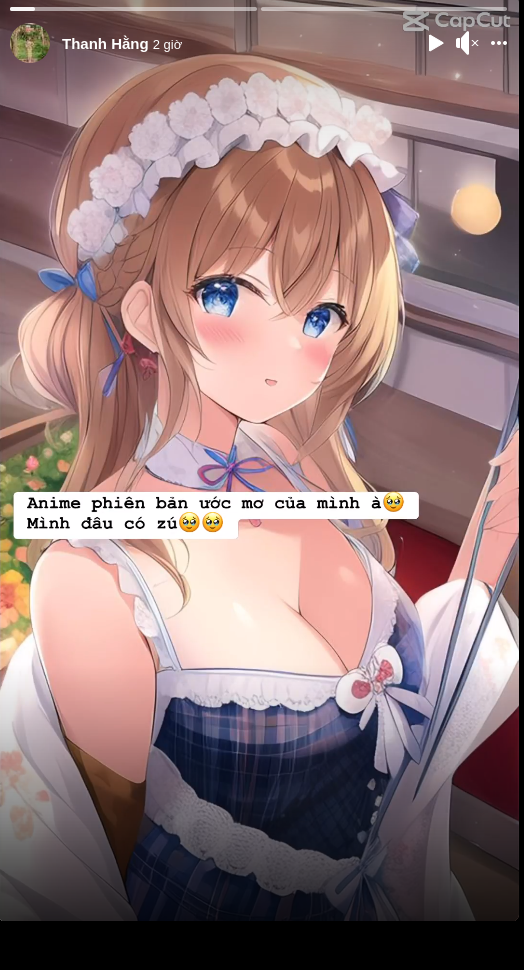 CapCut
Thanh Hằng 2 giờ
Anime phiên bản ước mơ của mình à🥹
Mình đâu có zú🥹🥹